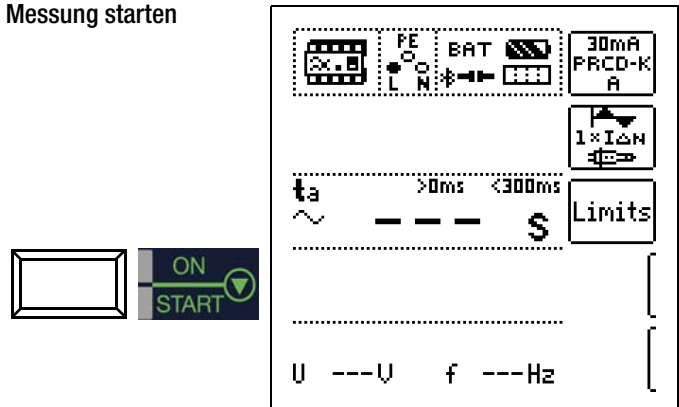 Messung starten
PE
L N
BAT
30mA
PRCD-K
A
1×IΔN
ta >0ms <300ms
~ --- s
Limits
ON
START
U ---V f ---Hz